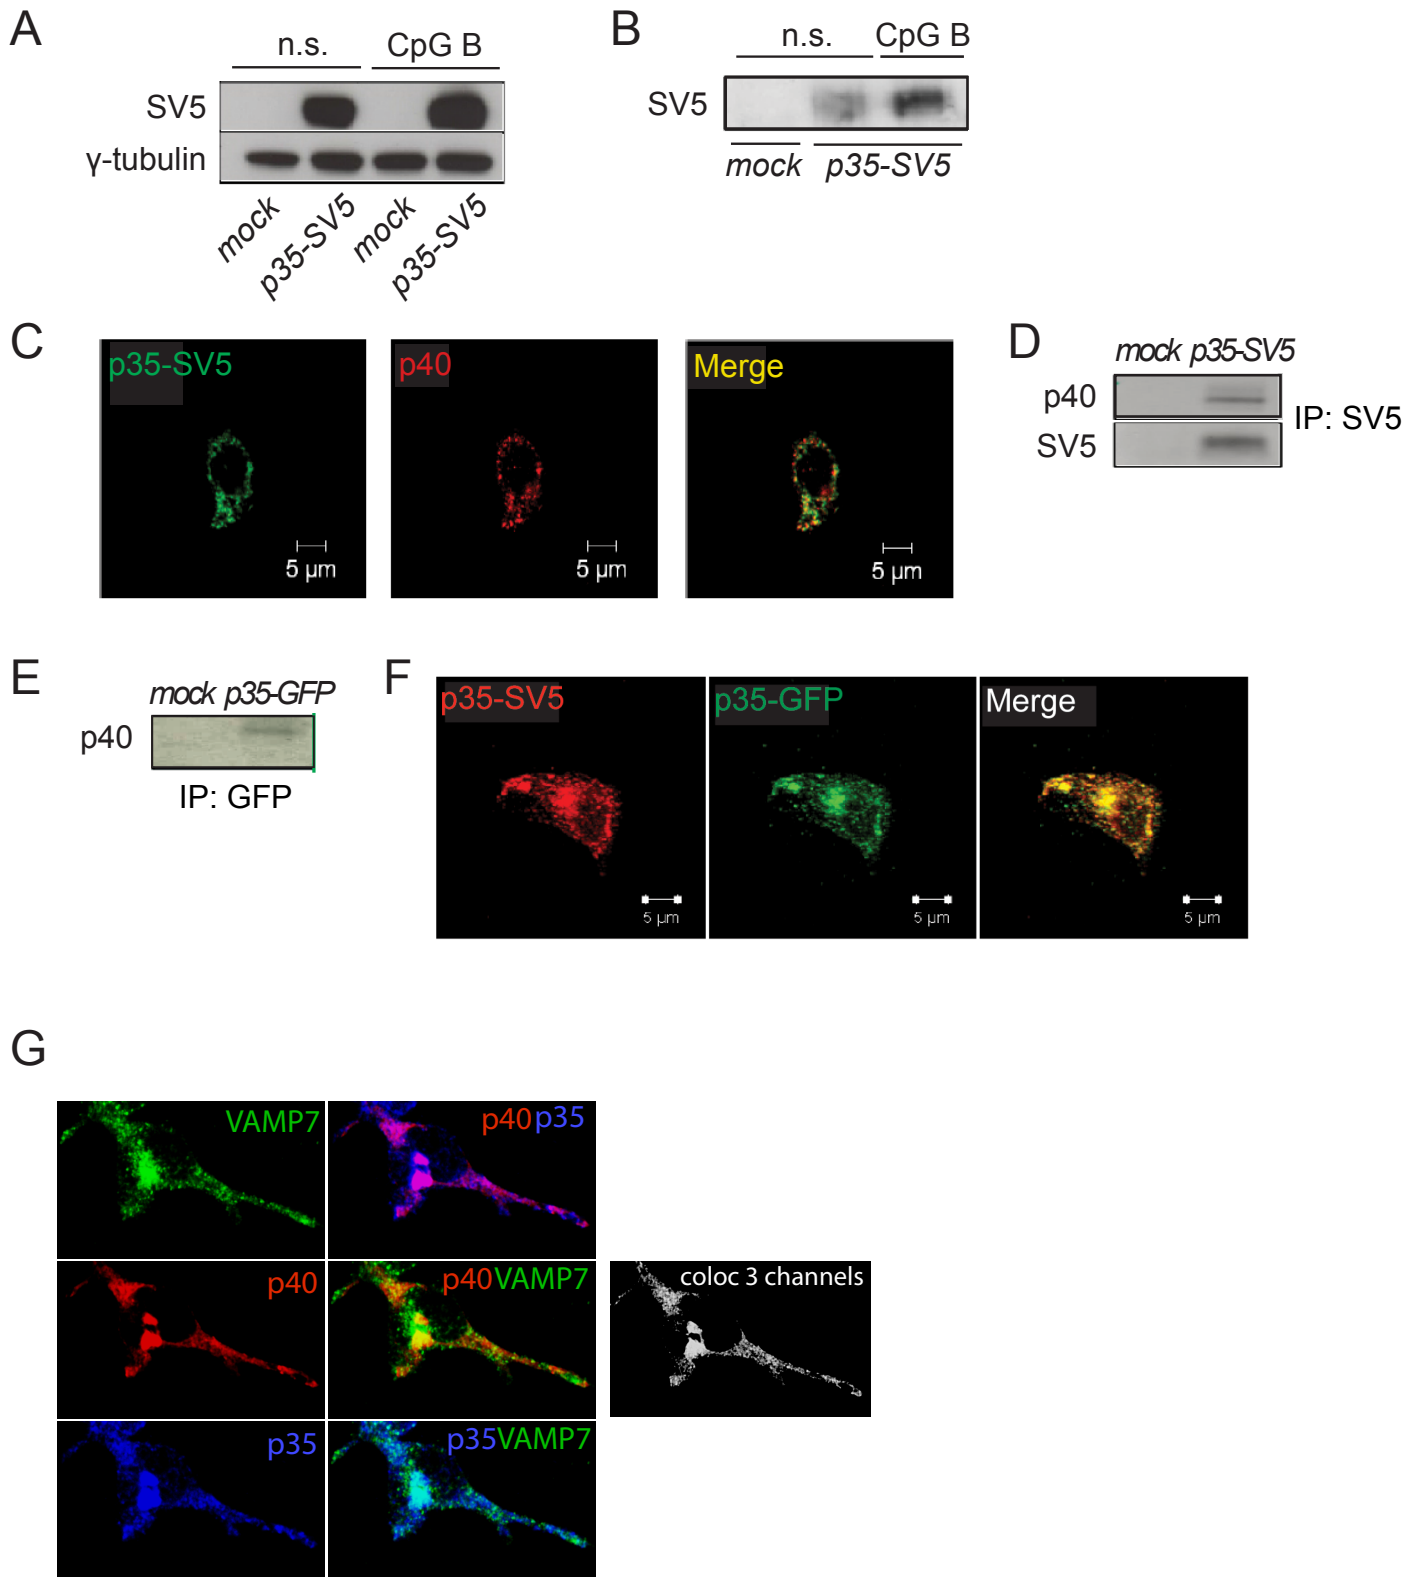 A
n.s. CpG B
SV5
γ-tubulin
mock p35-SV5 mock p35-SV5
B
n.s. CpG B
SV5
mock p35-SV5
C
p35-SV5 p40 Merge
5 µm 5 µm 5 µm
D
mock p35-SV5
p40
SV5
IP: SV5
E
mock p35-GFP
p40
IP: GFP
F
p35-SV5 p35-GFP Merge
5 µm 5 µm 5 µm
G
VAMP7 p40p35
p40 p40VAMP7 coloc 3 channels
p35 p35VAMP7